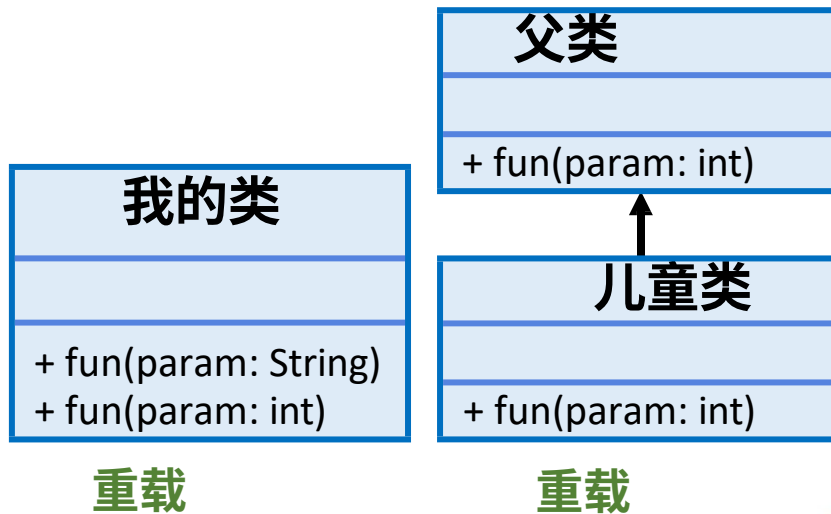 我的类
+ fun(param: String)
+ fun(param: int)
重载
父类
+ fun(param: int)
儿童类
+ fun(param: int)
重载